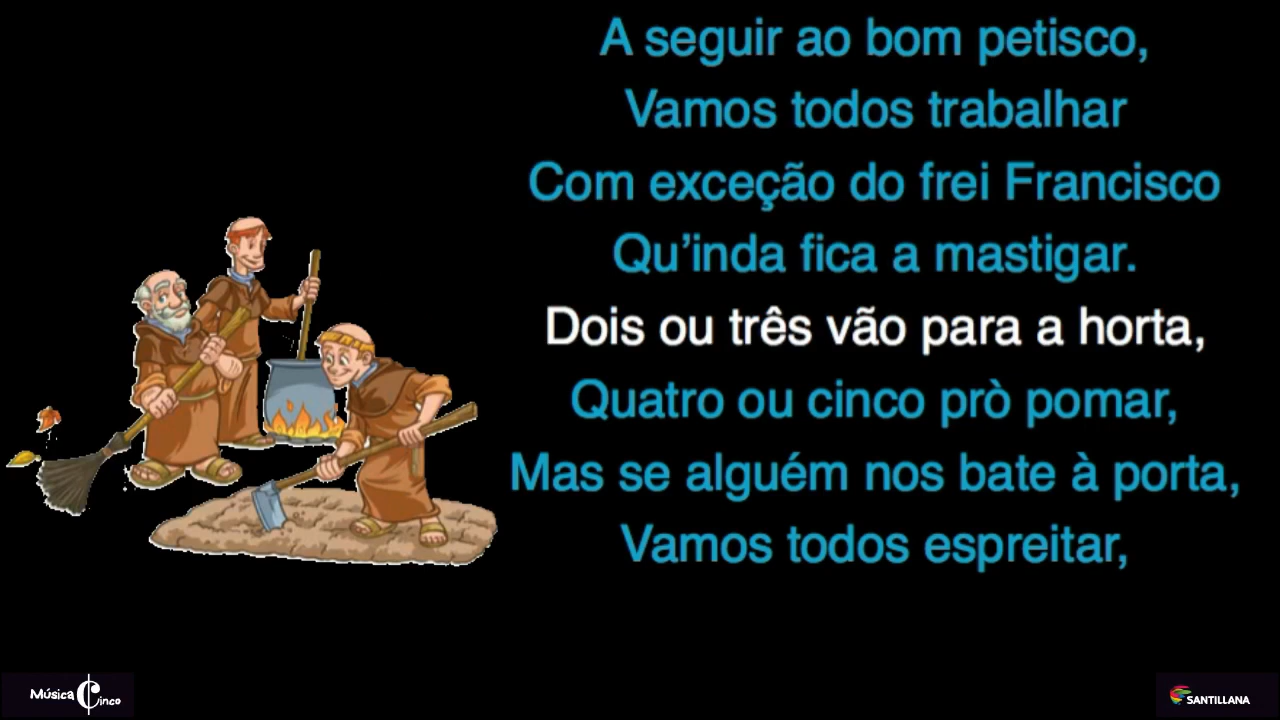 A seguir ao bom petisco,
Vamos todos trabalhar
Com exceção do frei Francisco
Qu’inda fica a mastigar.
Dois ou três vão para a horta,
Quatro ou cinco prò pomar,
Mas se alguém nos bate à porta,
Vamos todos espreitar,
Música Cinco
SANTILLANA